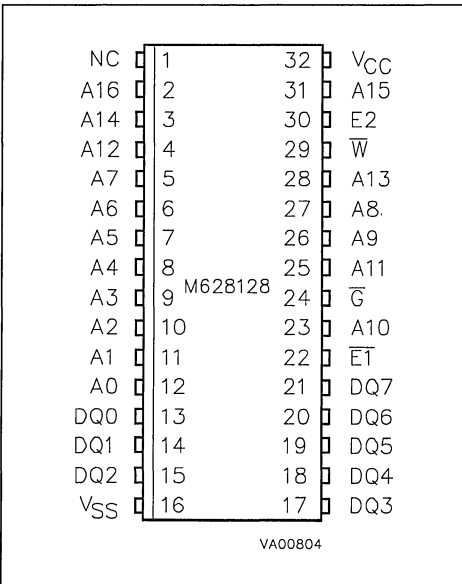 NC 1 32 VCC
A16 2 31 A15
A14 3 30 E2
A12 4 29 W̅
A7 5 28 A13
A6 6 27 A8
A5 7 26 A9
A4 8 25 A11
M628128
A3 9 24 G̅
A2 10 23 A10
A1 11 22 E̅1̅
A0 12 21 DQ7
DQ0 13 20 DQ6
DQ1 14 19 DQ5
DQ2 15 18 DQ4
VSS 16 17 DQ3
VA00804